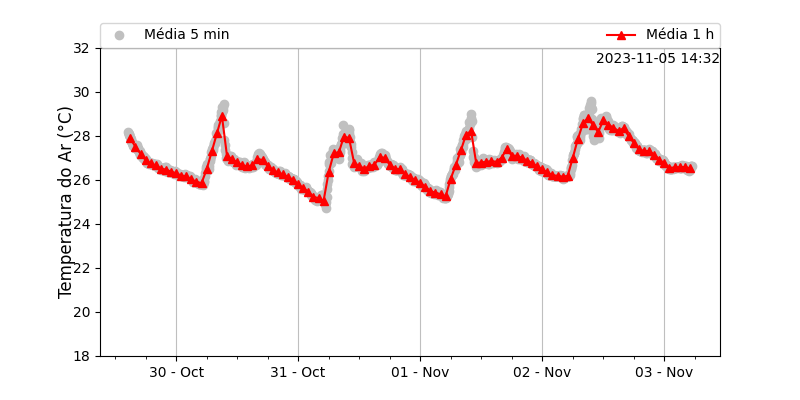 Média 5 min
Média 1 h
2023-11-05 14:32
Temperatura do Ar (°C)
32
30
28
26
24
22
20
18
30 - Oct
31 - Oct
01 - Nov
02 - Nov
03 - Nov